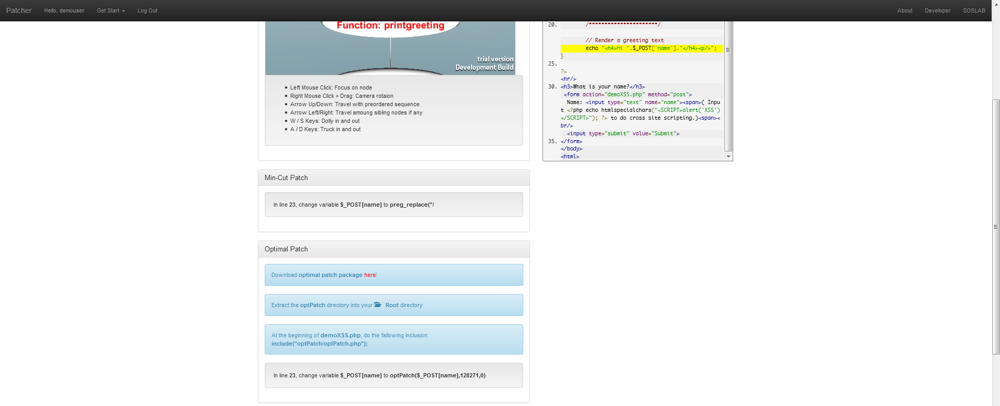 Patcher Hello, demouser Get Start Log Out About Developer SOSLAB
Function: printgreeting
trial version
Development Build
Left Mouse Click: Focus on node
Right Mouse Click + Drag: Camera rotaion
Arrow Up/Down: Travel with preordered sequence
Arrow Left/Right: Travel amoung sibling nodes if any
W / S Keys: Dolly in and out
A / D Keys: Truck in and out
20. /**********************/
// Render a greeting text
echo "<h4>Hi ".$_POST['name']."</h4><p/>";
}
25.
?>
<hr/>
30. <h3>What is your name?</h3>
<form action="demoXSS.php" method="post">
Name: <input type="text" name="name"><span>( Inpu
t <?php echo htmlspecialchars("<SCRIPT>alert('XSS')
</SCRIPT>"); ?> to do cross site scripting.)<span><
br/>
<input type="submit" value="Submit">
35. </form>
</body>
<html>
Min-Cut Patch
In line 23, change variable $_POST[name] to preg_replace("/
Optimal Patch
Download optimal patch package here!
Extract the optPatch directory into your Root directory
At the beginning of demoXSS.php, do the fallowing inclusion:
include("optPatch/optPatch.php");
In line 23, change variable $_POST[name] to optPatch($_POST[name],128271,0)